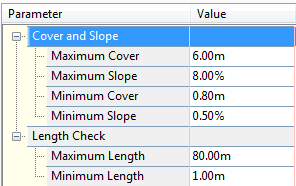 Parameter Value
Cover and Slope
Maximum Cover 6.00m
Maximum Slope 8.00%
Minimum Cover 0.80m
Minimum Slope 0.50%
Length Check
Maximum Length 80.00m
Minimum Length 1.00m